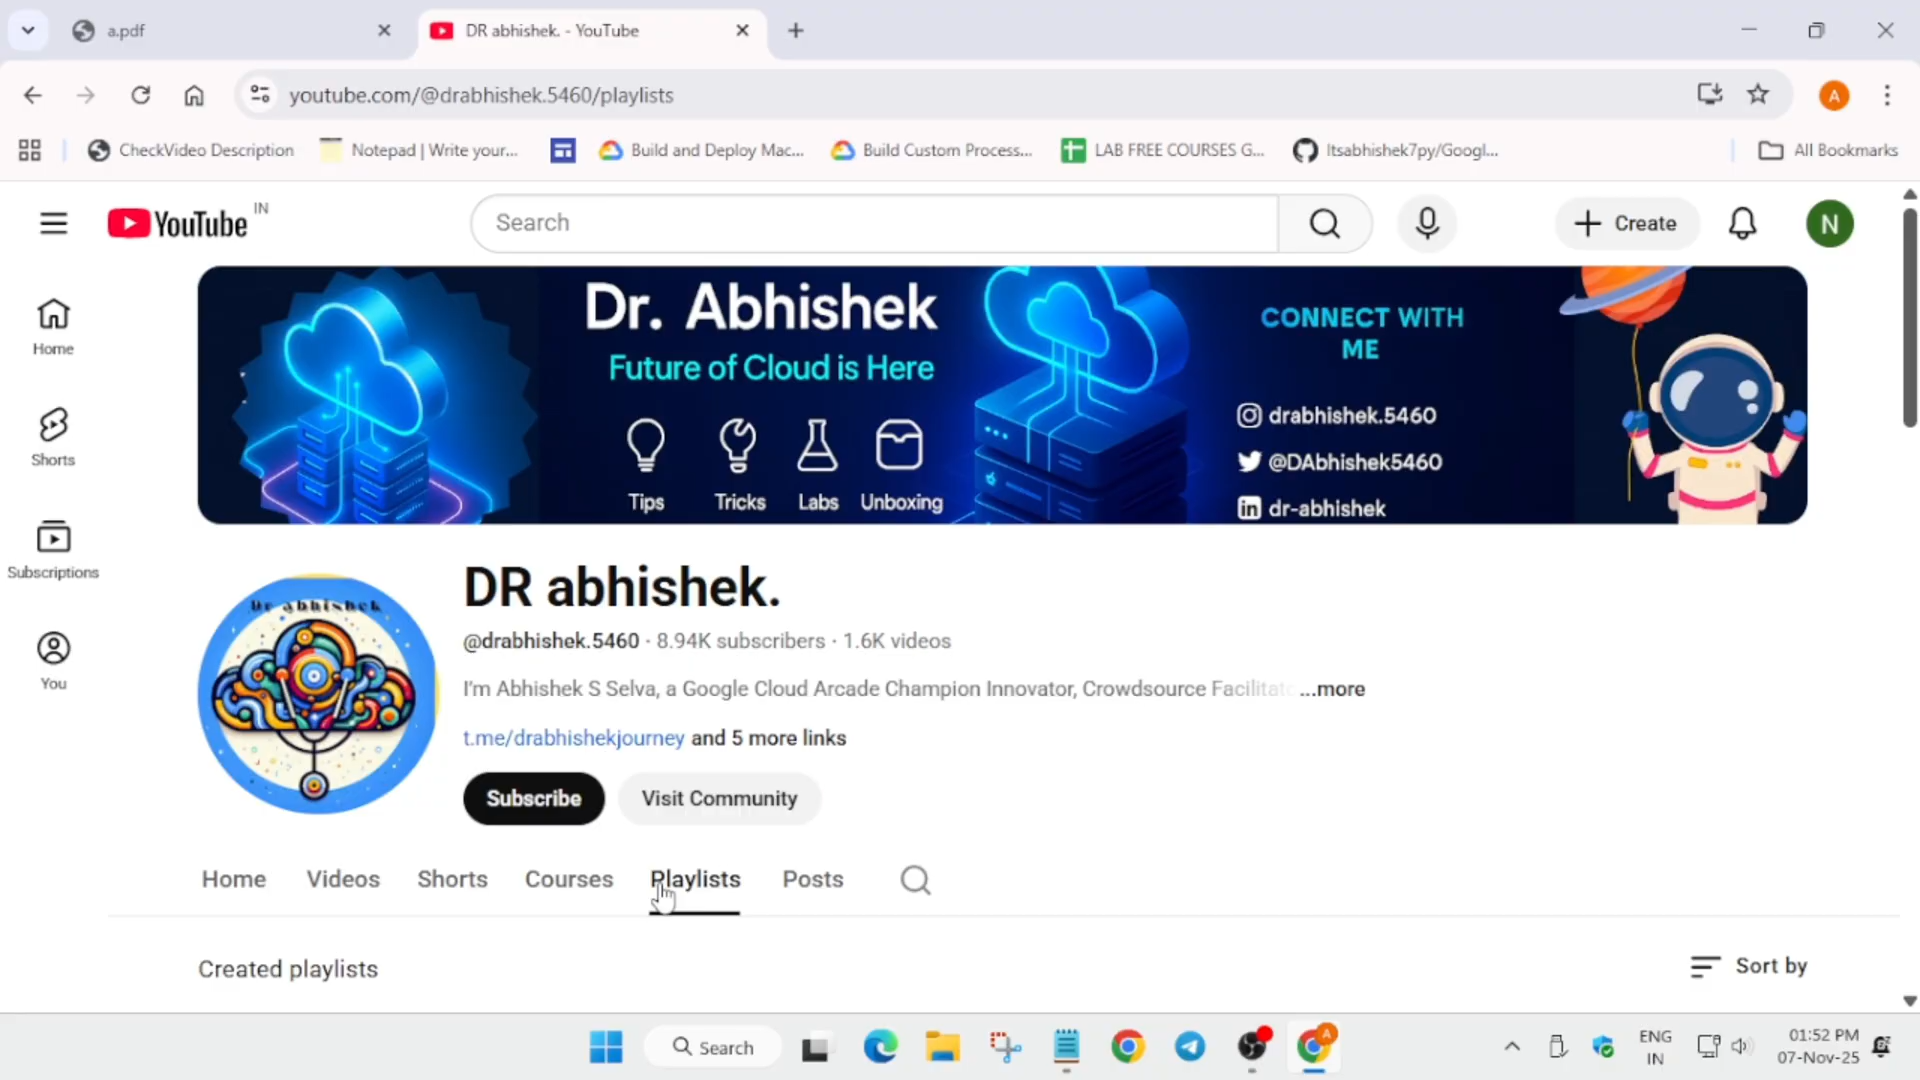 a.pdf
DR abhishek. - YouTube
youtube.com/@drabhishek.5460/playlists
A
CheckVideo Description
Notepad | Write your...
Build and Deploy Mac...
Build Custom Process...
LAB FREE COURSES G...
Itsabhishek7py/Googl...
All Bookmarks
YouTube IN
Search
Create
N
Home
Shorts
Subscriptions
You
Dr. Abhishek
Future of Cloud is Here
Tips
Tricks
Labs
Unboxing
CONNECT WITH
ME
drabhishek.5460
@DAbhishek5460
in dr-abhishek
Dr abhishek
DR abhishek.
@drabhishek.5460 · 8.94K subscribers · 1.6K videos
I'm Abhishek S Selva, a Google Cloud Arcade Champion Innovator, Crowdsource Facilitat ...more
t.me/drabhishekjourney and 5 more links
Subscribe
Visit Community
Home
Videos
Shorts
Courses
Playlists
Posts
Created playlists
Sort by
Search
A
ENG
IN
01:52 PM
07-Nov-25